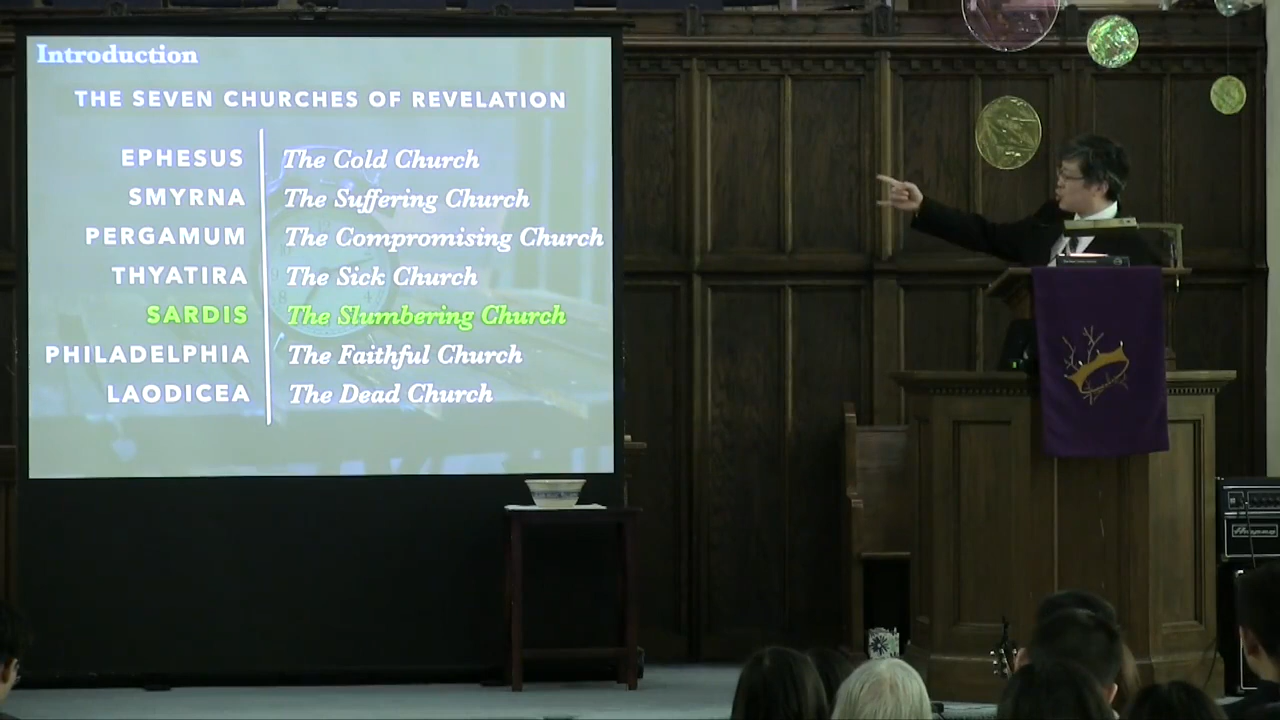 Introduction
THE SEVEN CHURCHES OF REVELATION
EPHESUS The Cold Church
SMYRNA The Suffering Church
PERGAMUM The Compromising Church
THYATIRA The Sick Church
SARDIS The Slumbering Church
PHILADELPHIA The Faithful Church
LAODICEA The Dead Church
Ampeg